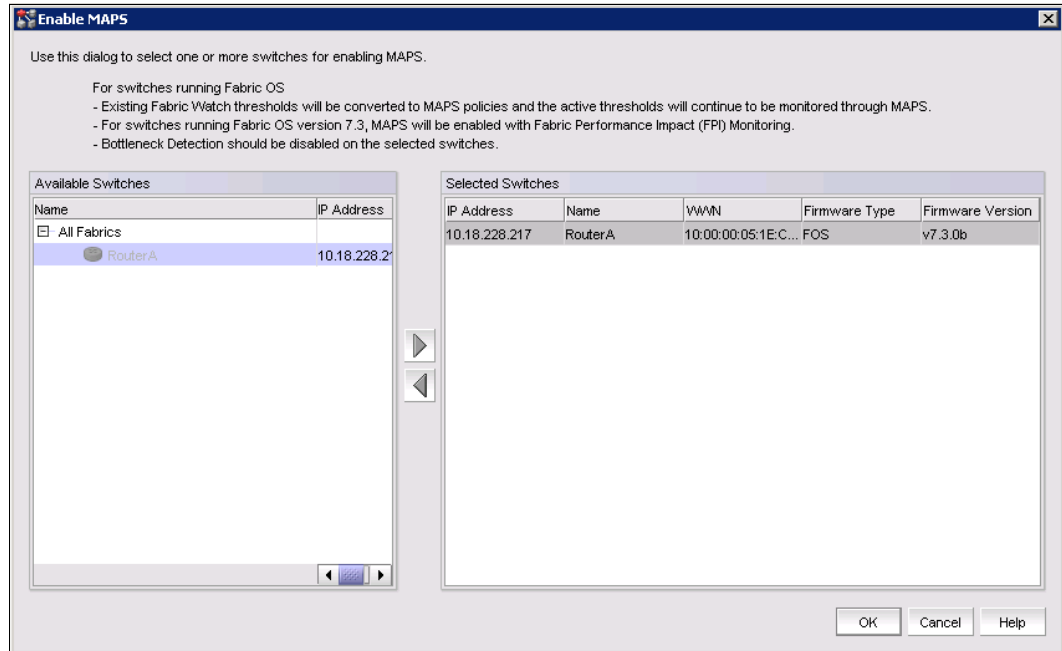 Enable MAPS
Use this dialog to select one or more switches for enabling MAPS.
For switches running Fabric OS
- Existing Fabric Watch thresholds will be converted to MAPS policies and the active thresholds will continue to be monitored through MAPS.
- For switches running Fabric OS version 7.3, MAPS will be enabled with Fabric Performance Impact (FPI) Monitoring.
- Bottleneck Detection should be disabled on the selected switches.
Available Switches
Name IP Address
All Fabrics
RouterA 10.18.228.21
Selected Switches
IP Address Name WWN Firmware Type Firmware Version
10.18.228.217 RouterA 10:00:00:05:1E:C... FOS v7.3.0b
OK Cancel Help